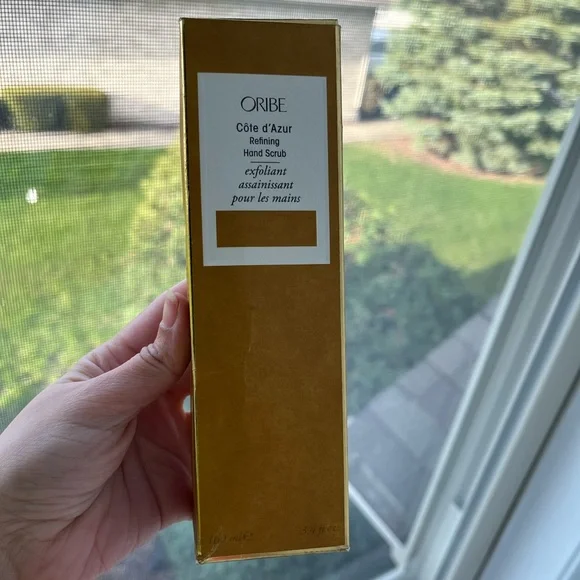 ORIBE
Côte d'Azur
Refining
Hand Scrub
exfoliant
assainissant
pour les mains